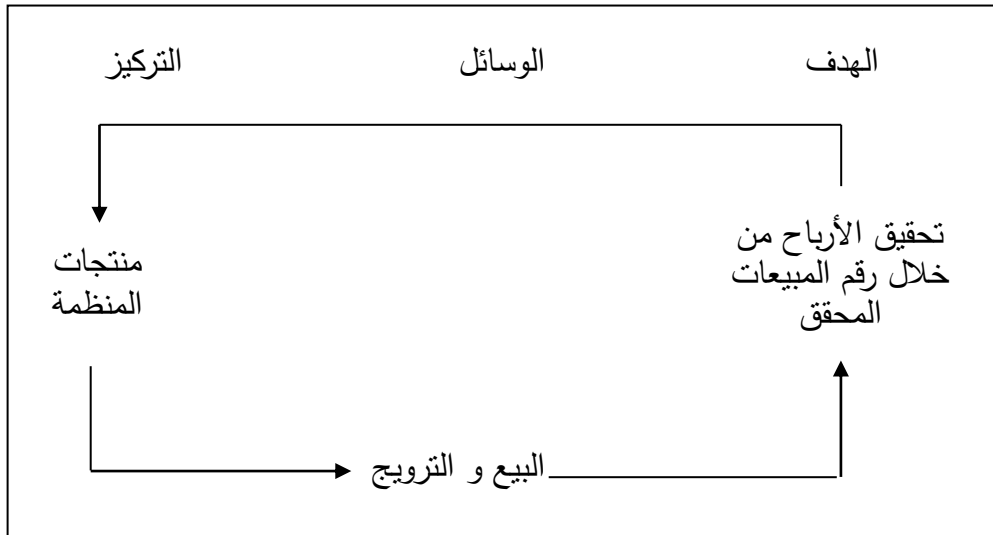 الهدف
الوسائل
التركيز
تحقيق الأرباح من
خلال رقم المبيعات
المحقق
منتجات
المنظمة
البيع و الترويج